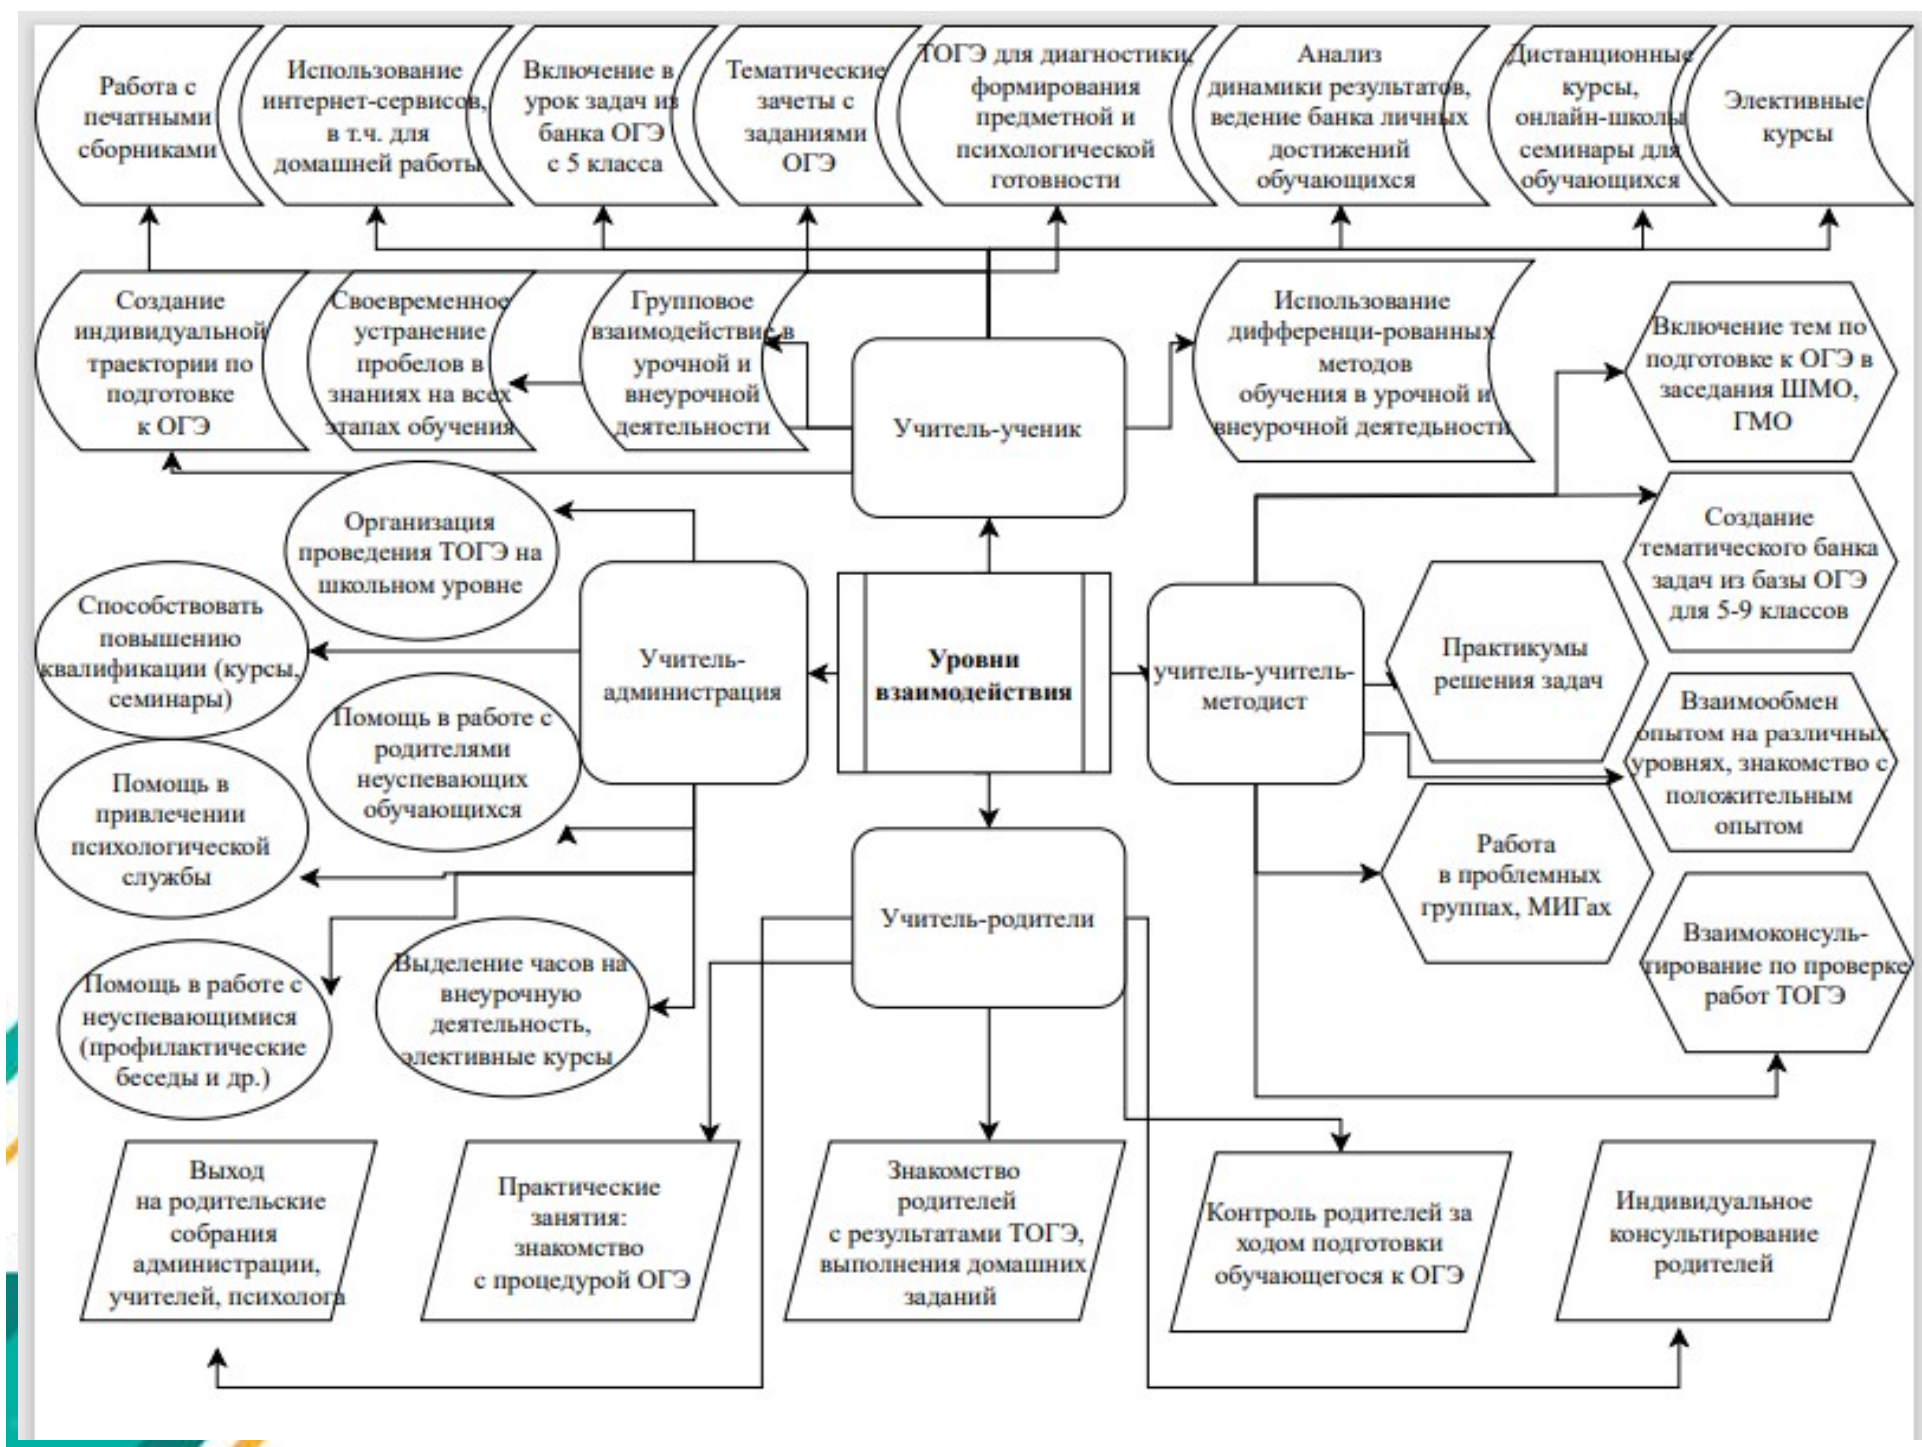 Работа с
печатными
сборниками
Использование
интернет-сервисов,
в т.ч. для
домашней работы
Включение в
урок задач из
банка ОГЭ
с 5 класса
Тематические
зачеты с
заданиями
ОГЭ
ТОГЭ для диагностики,
формирования
предметной и
психологической
готовности
Анализ
динамики результатов,
ведение банка личных
достижений
обучающихся
Дистанционные
курсы,
онлайн-школы
семинары для
обучающихся
Элективные
курсы
Создание
индивидуальной
траектории по
подготовке
к ОГЭ
Своевременное
устранение
пробелов в
знаниях на всех
этапах обучения
Групповое
взаимодействие в
урочной и
внеурочной
деятельности
Учитель-ученик
Использование
дифференци-рованных
методов
обучения в урочной и
внеурочной деятедьности
Включение тем по
подготовке к ОГЭ в
заседания ШМО,
ГМО
Организация
проведения ТОГЭ на
школьном уровне
Создание
тематического банка
задач из базы ОГЭ
для 5-9 классов
Способствовать
повышению
квалификации (курсы,
семинары)
Учитель-
администрация
Уровни
взаимодействия
учитель-учитель-
методист
Практикумы
решения задач
Помощь в работе с
родителями
неуспевающих
обучающихся
Взаимообмен
опытом на различных
уровнях, знакомство с
положительным
опытом
Помощь в
привлечении
психологической
службы
Работа
в проблемных
группах, МИГах
Учитель-родители
Взаимоконсуль-
тирование по проверке
работ ТОГЭ
Помощь в работе с
неуспевающимися
(профилактические
беседы и др.)
Выделение часов на
внеурочную
деятельность,
элективные курсы
Выход
на родительские
собрания
администрации,
учителей, психолога
Практические
занятия:
знакомство
с процедурой ОГЭ
Знакомство
родителей
с результатами ТОГЭ,
выполнения домашних
заданий
Контроль родителей за
ходом подготовки
обучающегося к ОГЭ
Индивидуальное
консультирование
родителей